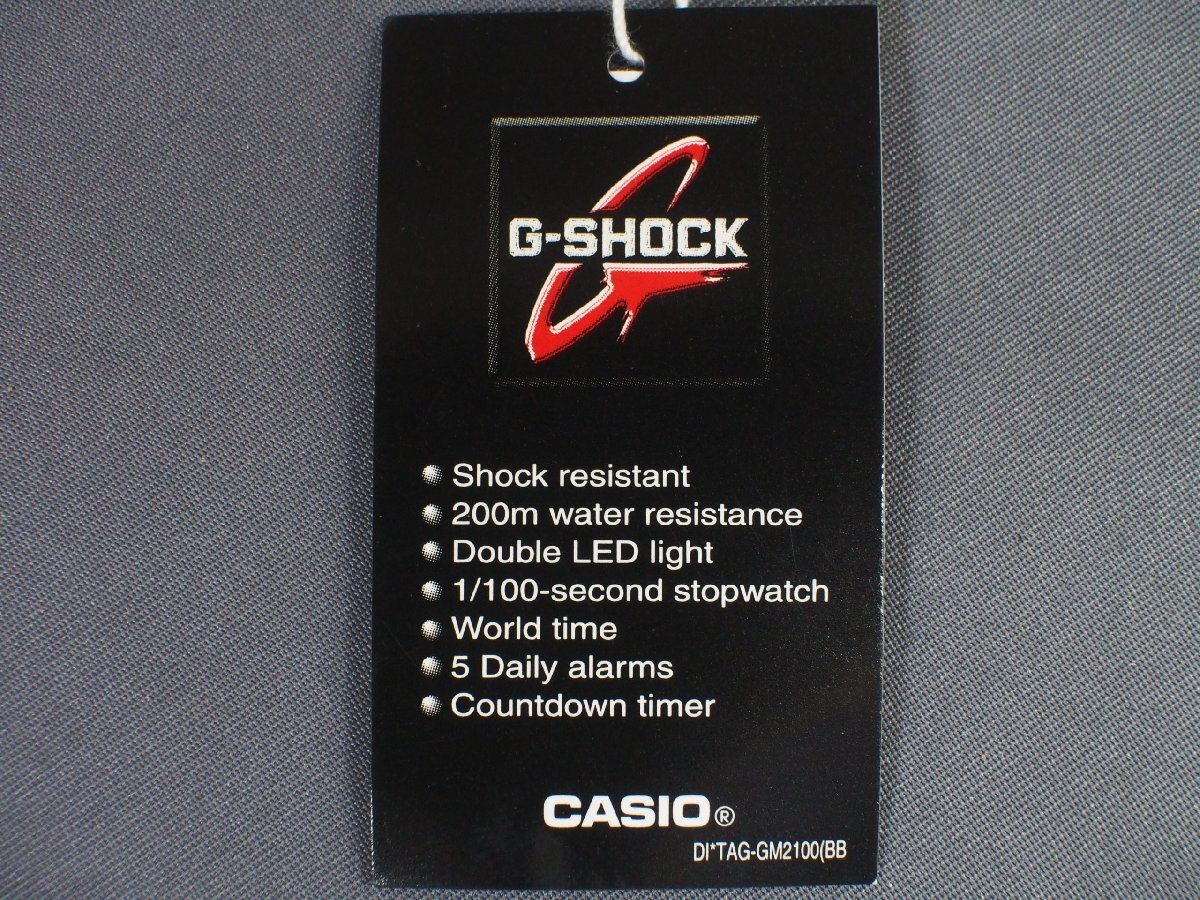 G-SHOCK
Shock resistant
200m water resistance
Double LED light
1/100-second stopwatch
World time
5 Daily alarms
Countdown timer
CASIO®
DI*TAG-GM2100(BB